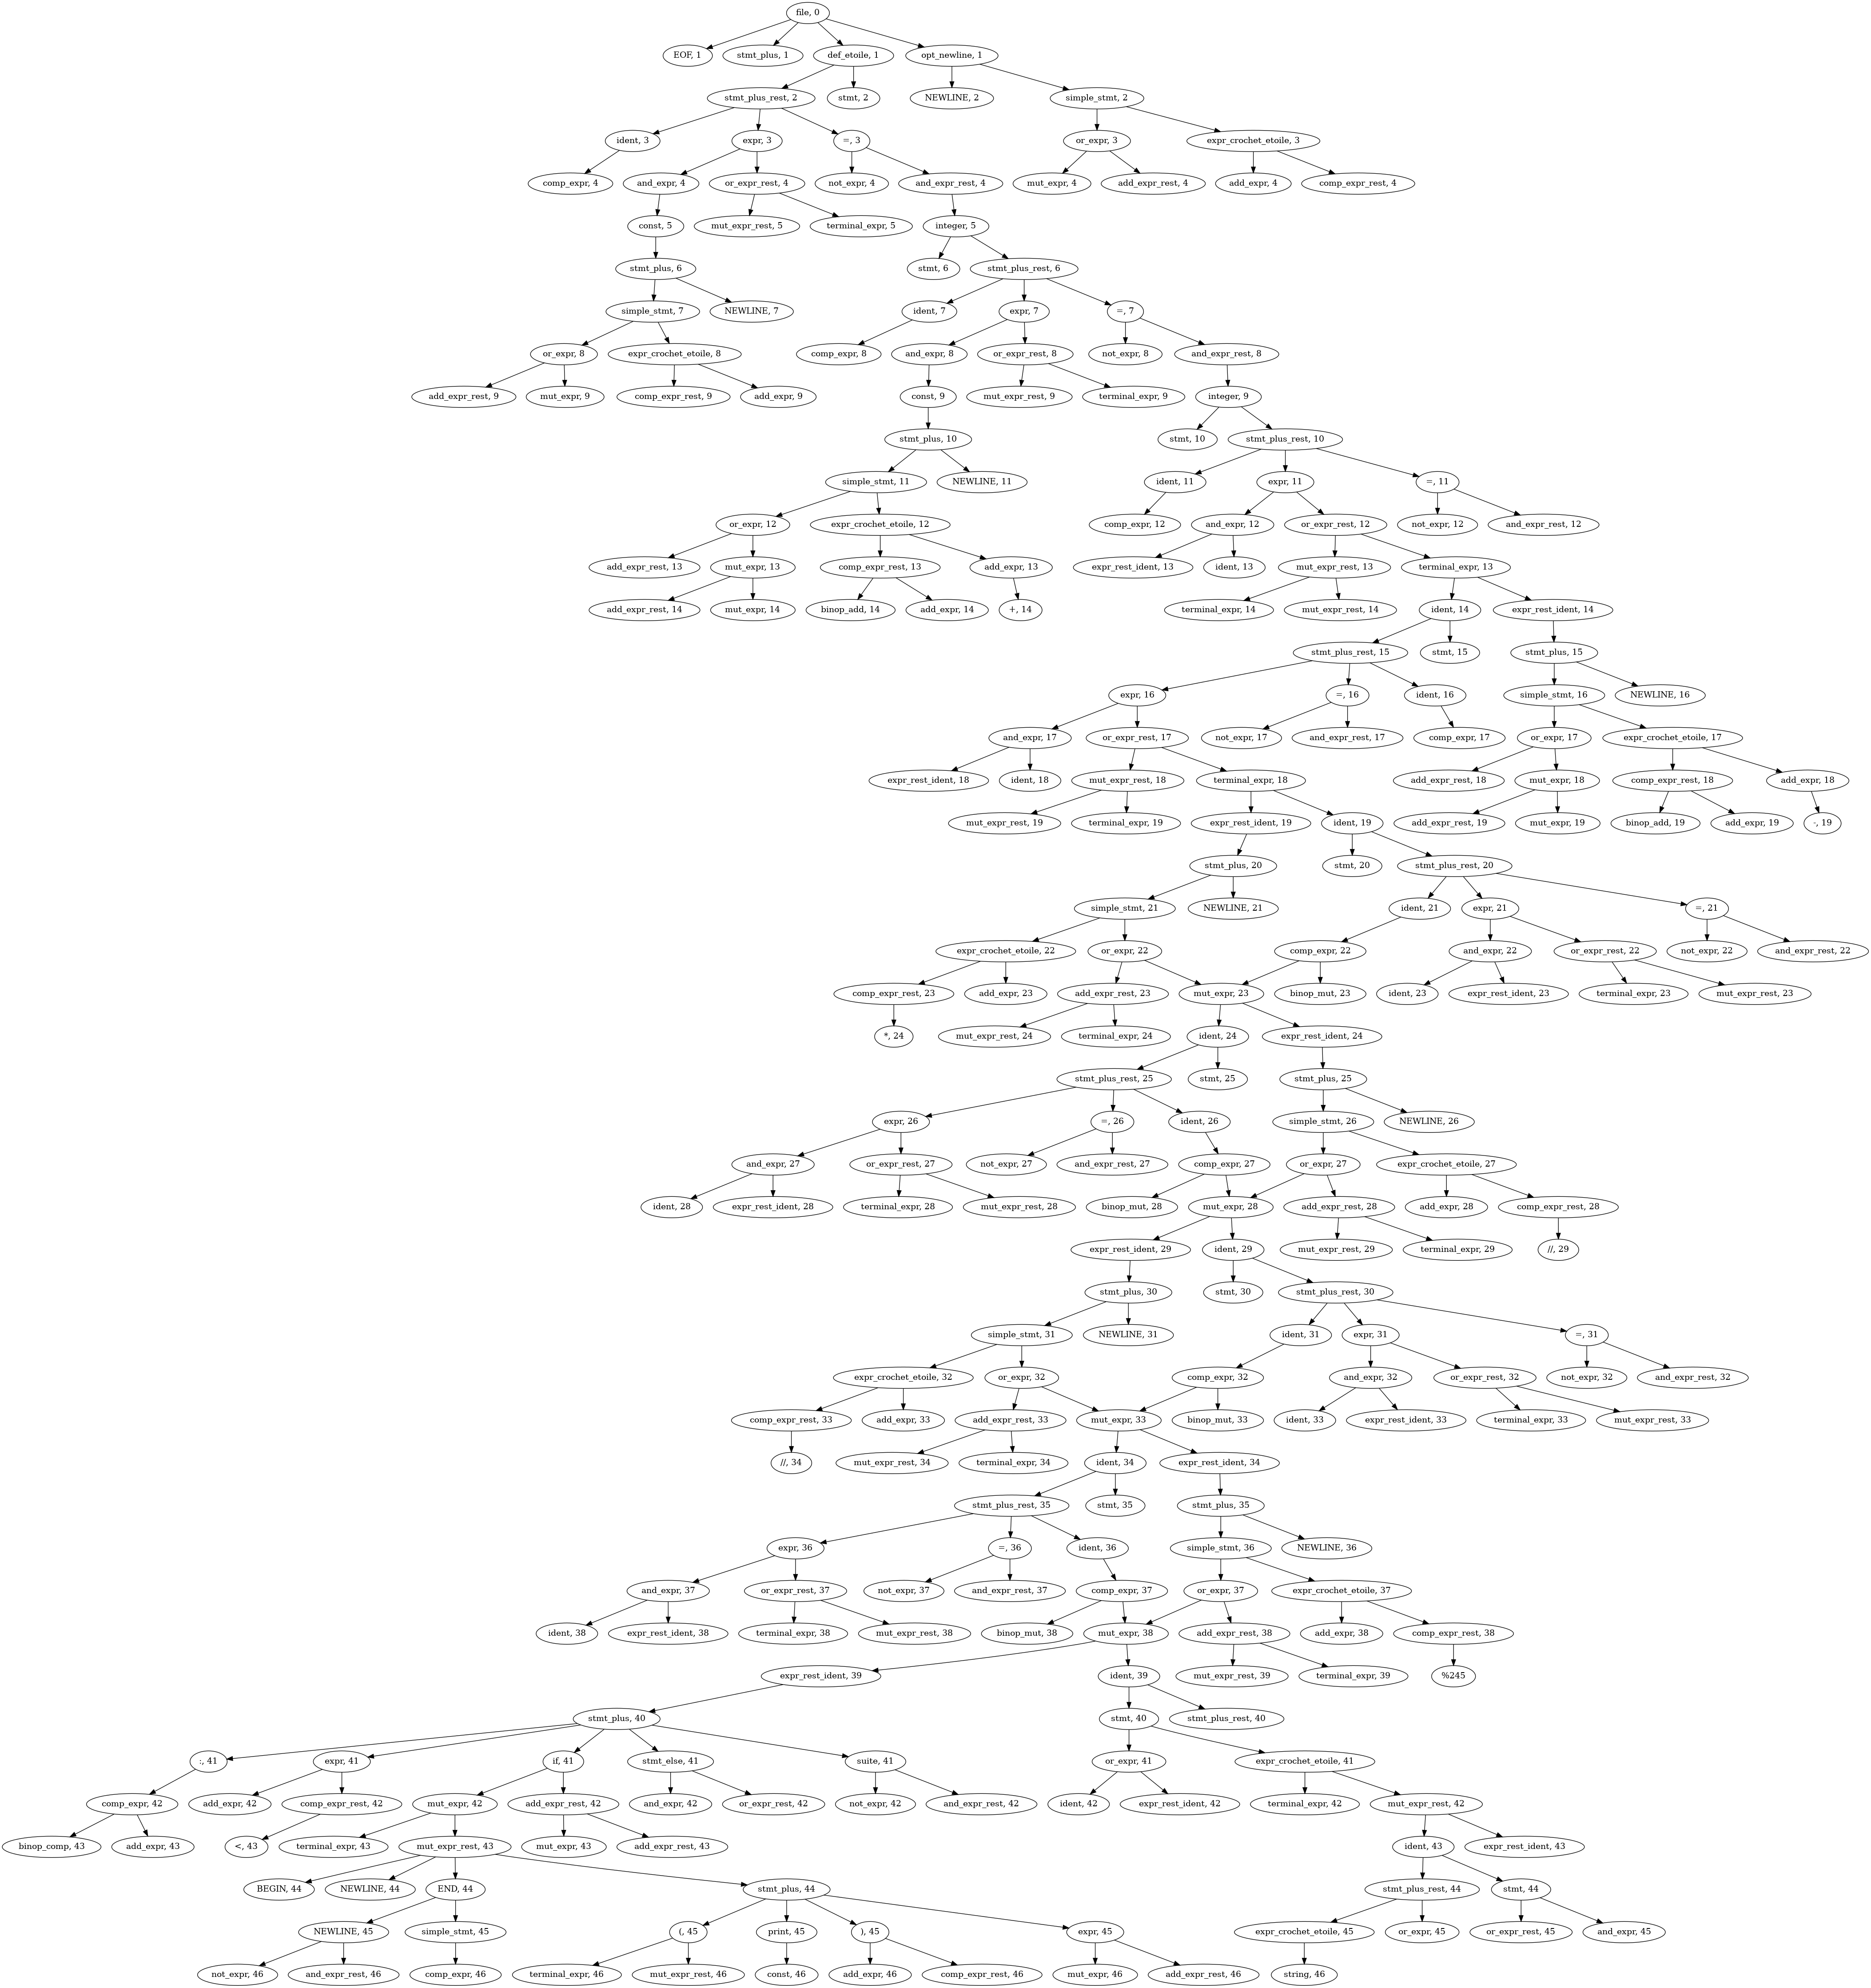 file, 0
EOF, 1 stmt_plus, 1 def_etoile, 1 opt_newline, 1
stmt_plus_rest, 2 stmt, 2 NEWLINE, 2 simple_stmt, 2
ident, 3 expr, 3 =, 3 or_expr, 3 expr_crochet_etoile, 3
comp_expr, 4 and_expr, 4 or_expr_rest, 4 not_expr, 4 and_expr_rest, 4 mut_expr, 4 add_expr_rest, 4 add_expr, 4 comp_expr_rest, 4
const, 5 mut_expr_rest, 5 terminal_expr, 5 integer, 5
stmt_plus, 6 stmt, 6 stmt_plus_rest, 6
simple_stmt, 7 NEWLINE, 7 ident, 7 expr, 7 =, 7
or_expr, 8 expr_crochet_etoile, 8 comp_expr, 8 and_expr, 8 or_expr_rest, 8 not_expr, 8 and_expr_rest, 8
add_expr_rest, 9 mut_expr, 9 comp_expr_rest, 9 add_expr, 9 const, 9 mut_expr_rest, 9 terminal_expr, 9 integer, 9
stmt_plus, 10 stmt, 10 stmt_plus_rest, 10
simple_stmt, 11 NEWLINE, 11 ident, 11 expr, 11 =, 11
or_expr, 12 expr_crochet_etoile, 12 comp_expr, 12 and_expr, 12 or_expr_rest, 12 not_expr, 12 and_expr_rest, 12
add_expr_rest, 13 mut_expr, 13 comp_expr_rest, 13 add_expr, 13 expr_rest_ident, 13 ident, 13 mut_expr_rest, 13 terminal_expr, 13
add_expr_rest, 14 mut_expr, 14 binop_add, 14 add_expr, 14 +, 14 terminal_expr, 14 mut_expr_rest, 14 ident, 14 expr_rest_ident, 14
stmt_plus_rest, 15 stmt, 15 stmt_plus, 15
expr, 16 =, 16 ident, 16 simple_stmt, 16 NEWLINE, 16
and_expr, 17 or_expr_rest, 17 not_expr, 17 and_expr_rest, 17 comp_expr, 17 or_expr, 17 expr_crochet_etoile, 17
expr_rest_ident, 18 ident, 18 mut_expr_rest, 18 terminal_expr, 18 add_expr_rest, 18 mut_expr, 18 comp_expr_rest, 18 add_expr, 18
mut_expr_rest, 19 terminal_expr, 19 expr_rest_ident, 19 ident, 19 add_expr_rest, 19 mut_expr, 19 binop_add, 19 add_expr, 19 -, 19
stmt_plus, 20 stmt, 20 stmt_plus_rest, 20
simple_stmt, 21 NEWLINE, 21 ident, 21 expr, 21 =, 21
expr_crochet_etoile, 22 or_expr, 22 comp_expr, 22 and_expr, 22 or_expr_rest, 22 not_expr, 22 and_expr_rest, 22
comp_expr_rest, 23 add_expr, 23 add_expr_rest, 23 mut_expr, 23 binop_mut, 23 ident, 23 expr_rest_ident, 23 terminal_expr, 23 mut_expr_rest, 23
*, 24 mut_expr_rest, 24 terminal_expr, 24 ident, 24 expr_rest_ident, 24
stmt_plus_rest, 25 stmt, 25 stmt_plus, 25
expr, 26 =, 26 ident, 26 simple_stmt, 26 NEWLINE, 26
and_expr, 27 or_expr_rest, 27 not_expr, 27 and_expr_rest, 27 comp_expr, 27 or_expr, 27 expr_crochet_etoile, 27
ident, 28 expr_rest_ident, 28 terminal_expr, 28 mut_expr_rest, 28 binop_mut, 28 mut_expr, 28 add_expr_rest, 28 add_expr, 28 comp_expr_rest, 28
expr_rest_ident, 29 ident, 29 mut_expr_rest, 29 terminal_expr, 29 //, 29
stmt_plus, 30 stmt, 30 stmt_plus_rest, 30
simple_stmt, 31 NEWLINE, 31 ident, 31 expr, 31 =, 31
expr_crochet_etoile, 32 or_expr, 32 comp_expr, 32 and_expr, 32 or_expr_rest, 32 not_expr, 32 and_expr_rest, 32
comp_expr_rest, 33 add_expr, 33 add_expr_rest, 33 mut_expr, 33 binop_mut, 33 ident, 33 expr_rest_ident, 33 terminal_expr, 33 mut_expr_rest, 33
//, 34 mut_expr_rest, 34 terminal_expr, 34 ident, 34 expr_rest_ident, 34
stmt_plus_rest, 35 stmt, 35 stmt_plus, 35
expr, 36 =, 36 ident, 36 simple_stmt, 36 NEWLINE, 36
and_expr, 37 or_expr_rest, 37 not_expr, 37 and_expr_rest, 37 comp_expr, 37 or_expr, 37 expr_crochet_etoile, 37
ident, 38 expr_rest_ident, 38 terminal_expr, 38 mut_expr_rest, 38 binop_mut, 38 mut_expr, 38 add_expr_rest, 38 add_expr, 38 comp_expr_rest, 38
expr_rest_ident, 39 ident, 39 mut_expr_rest, 39 terminal_expr, 39 %245
stmt_plus, 40 stmt, 40 stmt_plus_rest, 40
:, 41 expr, 41 if, 41 stmt_else, 41 suite, 41 or_expr, 41 expr_crochet_etoile, 41
comp_expr, 42 add_expr, 42 comp_expr_rest, 42 mut_expr, 42 add_expr_rest, 42 and_expr, 42 or_expr_rest, 42 not_expr, 42 and_expr_rest, 42 ident, 42 expr_rest_ident, 42 terminal_expr, 42 mut_expr_rest, 42
binop_comp, 43 add_expr, 43 <, 43 terminal_expr, 43 mut_expr_rest, 43 mut_expr, 43 add_expr_rest, 43 ident, 43 expr_rest_ident, 43
BEGIN, 44 NEWLINE, 44 END, 44 stmt_plus, 44 stmt_plus_rest, 44 stmt, 44
NEWLINE, 45 simple_stmt, 45 (, 45 print, 45 ), 45 expr, 45 expr_crochet_etoile, 45 or_expr, 45 or_expr_rest, 45 and_expr, 45
not_expr, 46 and_expr_rest, 46 comp_expr, 46 terminal_expr, 46 mut_expr_rest, 46 const, 46 add_expr, 46 comp_expr_rest, 46 mut_expr, 46 add_expr_rest, 46 string, 46